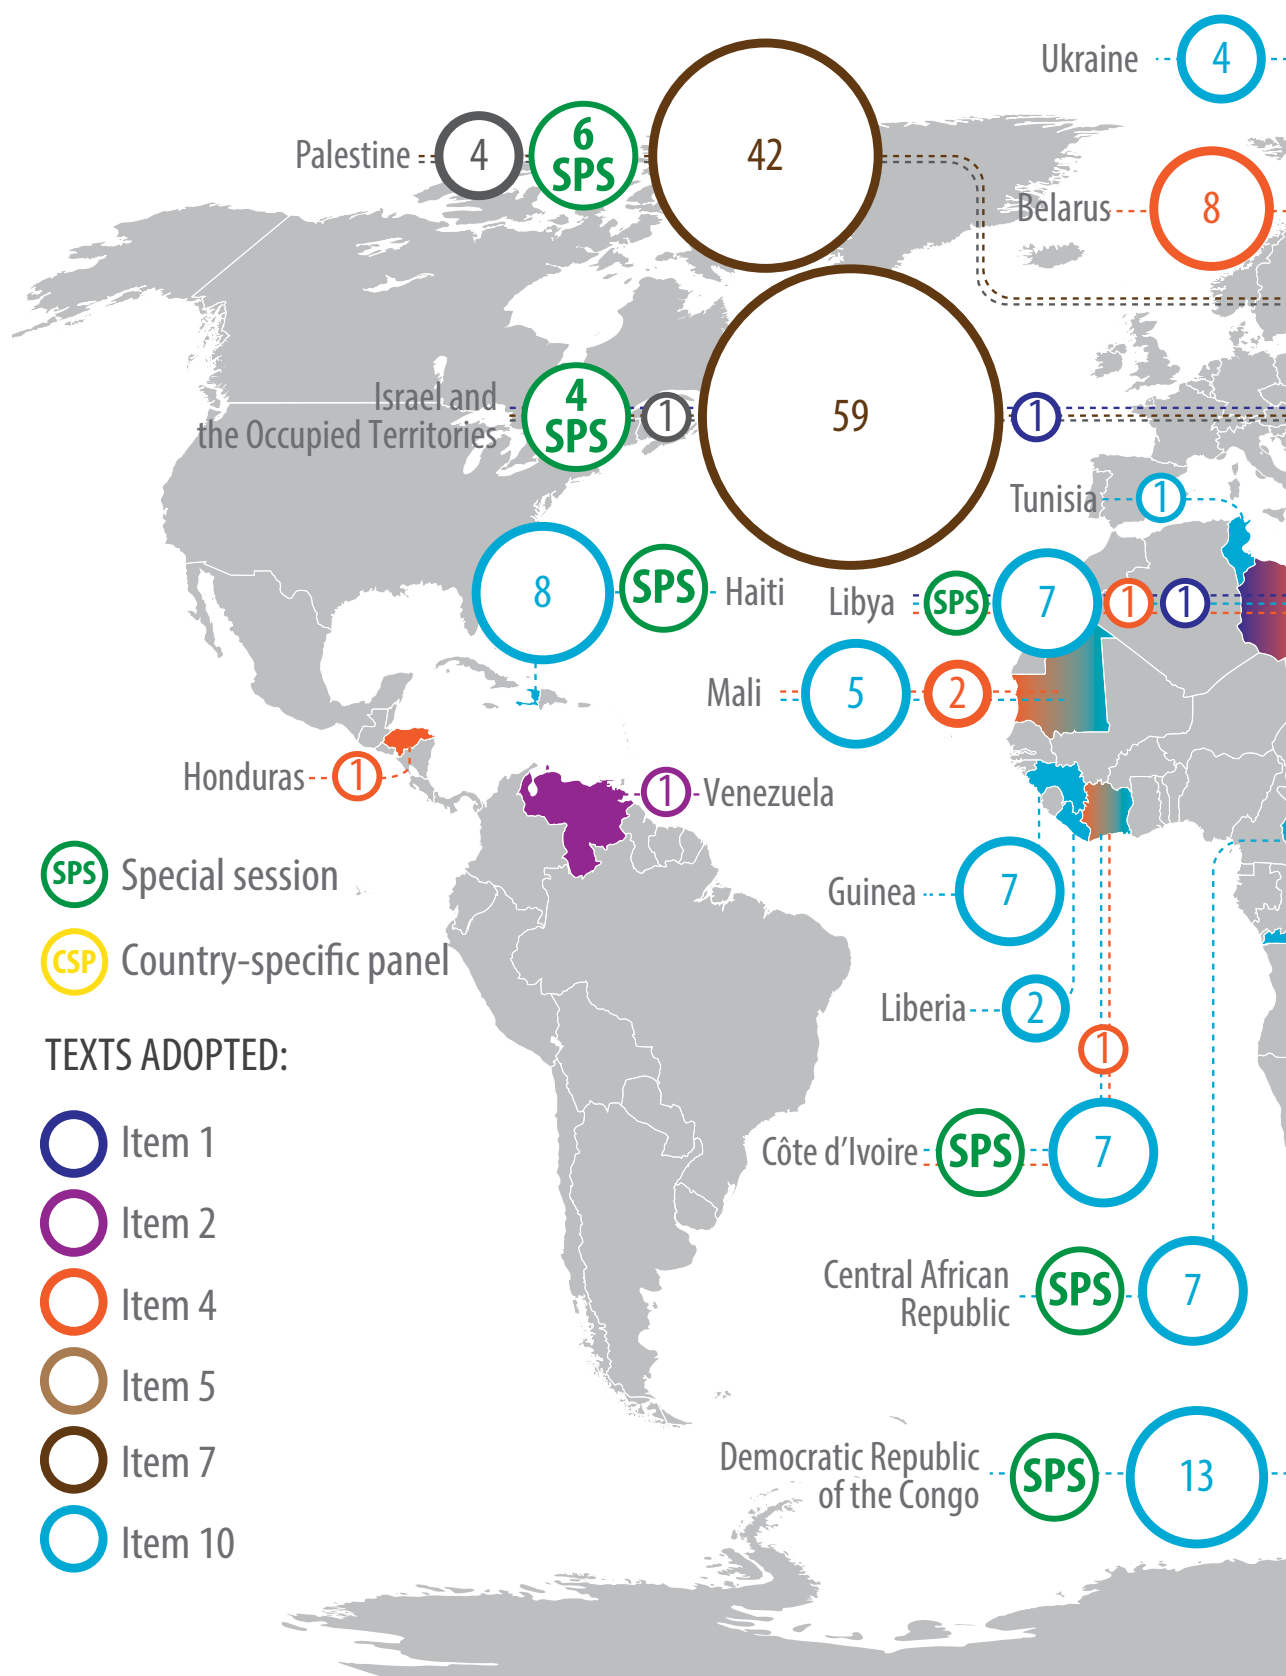 Ukraine
4
Palestine
4
6
SPS
42
Belarus
8
Israel and
the Occupied Territories
4
SPS
1
59
1
Tunisia
1
8
SPS
Haiti
Libya
SPS
7
1
1
Mali
5
2
Honduras
1
1
Venezuela
SPS
Special session
Guinea
7
CSP
Country-specific panel
Liberia
2
TEXTS ADOPTED:
1
Item 1
Côte d'Ivoire
SPS
7
Item 2
Central African
Republic
SPS
7
Item 4
Item 5
Item 7
Democratic Republic
of the Congo
SPS
13
Item 10